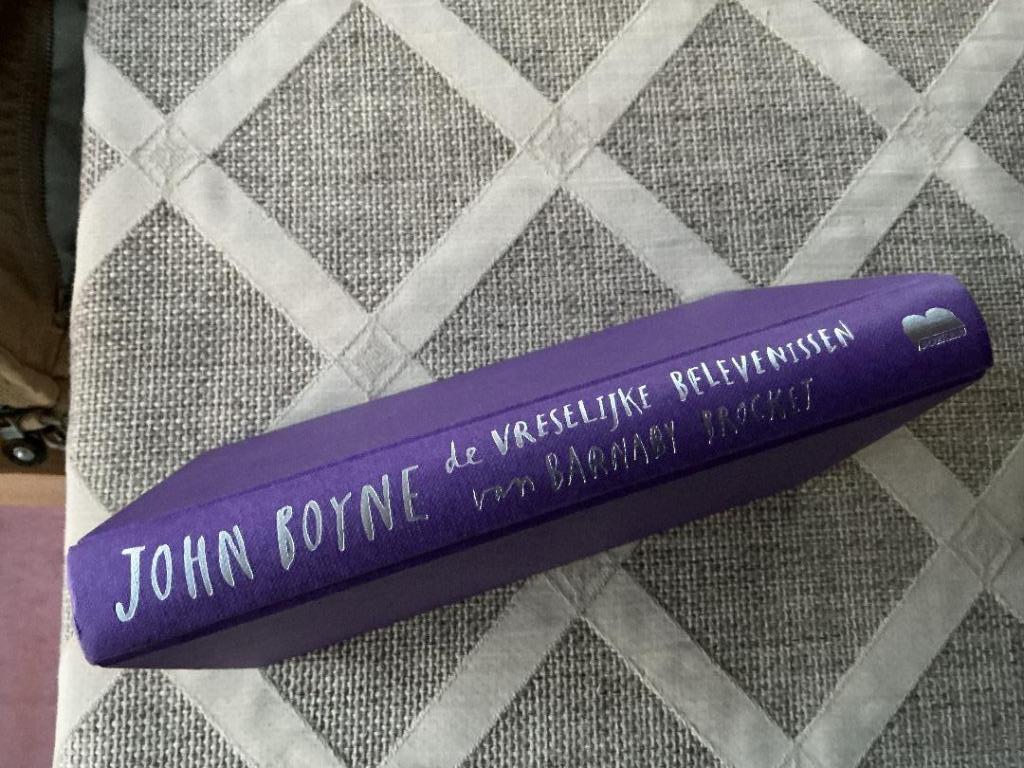 JOHN BOYNE
de VRESELIJKE BELEVENISSEN
van BARNABY BROCKET